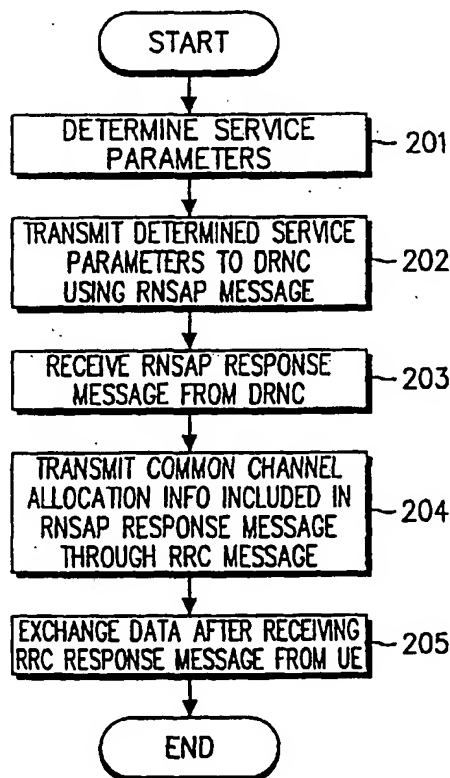 START
DETERMINE SERVICE
PARAMETERS
201
TRANSMIT DETERMINED SERVICE
PARAMETERS TO DRNC
USING RNSAP MESSAGE
202
RECEIVE RNSAP RESPONSE
MESSAGE FROM DRNC
203
TRANSMIT COMMON CHANNEL
ALLOCATION INFO INCLUDED IN
RNSAP RESPONSE MESSAGE
THROUGH RRC MESSAGE
204
EXCHANGE DATA AFTER RECEIVING
RRC RESPONSE MESSAGE FROM UE
205
END